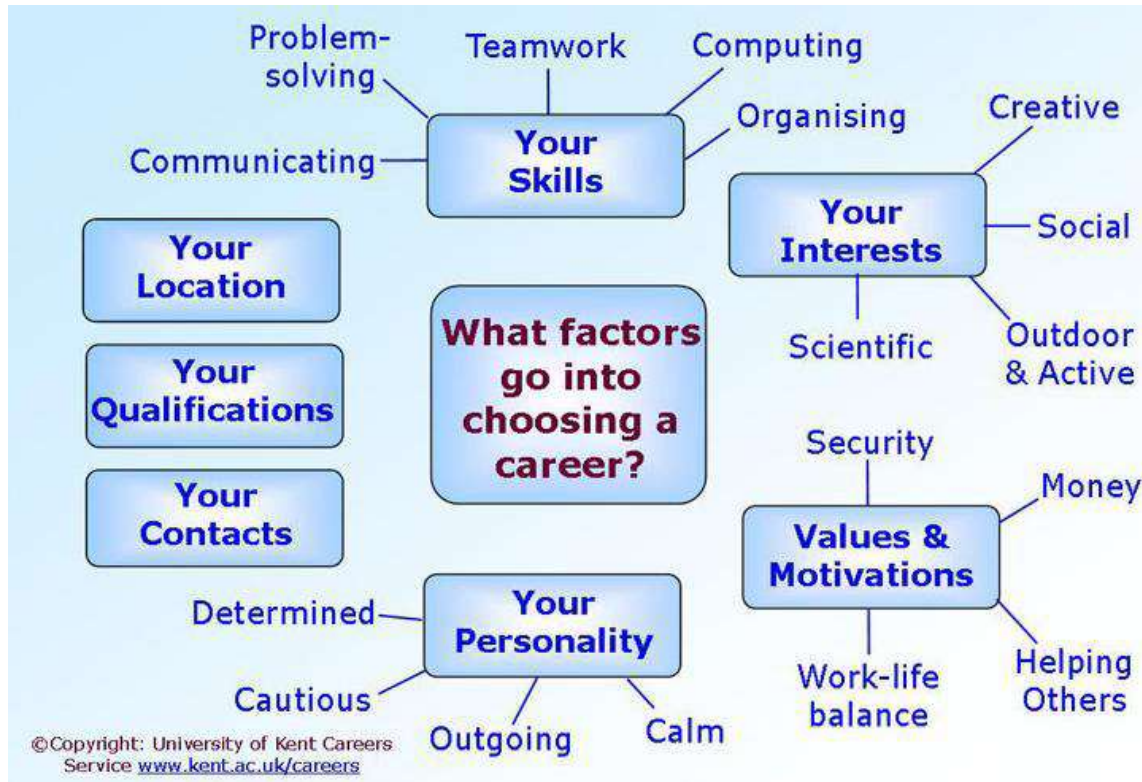 Problem-
solving
Teamwork
Computing
Communicating
Your
Skills
Organising
Creative
Your
Interests
Social
Scientific
Outdoor
& Active
Your
Location
Your
Qualifications
Your
Contacts
What factors
go into
choosing a
career?
Security
Money
Values &
Motivations
Work-life
balance
Helping
Others
Determined
Your
Personality
Cautious
Outgoing
Calm
©Copyright: University of Kent Careers
Service www.kent.ac.uk/careers